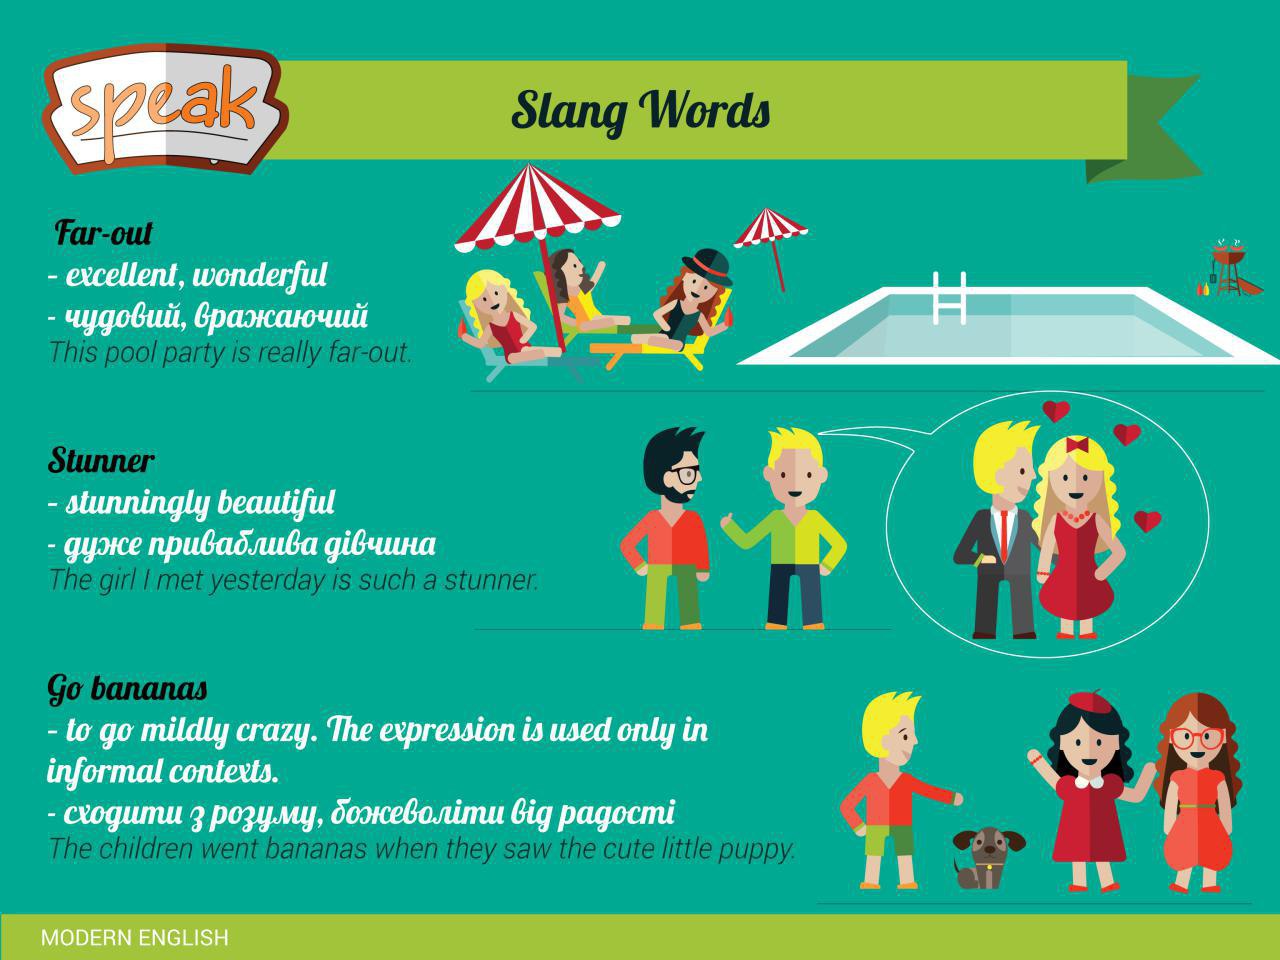 speak
Slang Words
Far-out
- excellent, wonderful
- чудовий, вражаючий
This pool party is really far-out.
Stunner
- stunningly beautiful
- дуже приваблива дівчина
The girl I met yesterday is such a stunner.
Go bananas
- to go mildly crazy. The expression is used only in
informal contexts.
- сходити з розуму, божеволіти від радості
The children went bananas when they saw the cute little puppy.
MODERN ENGLISH